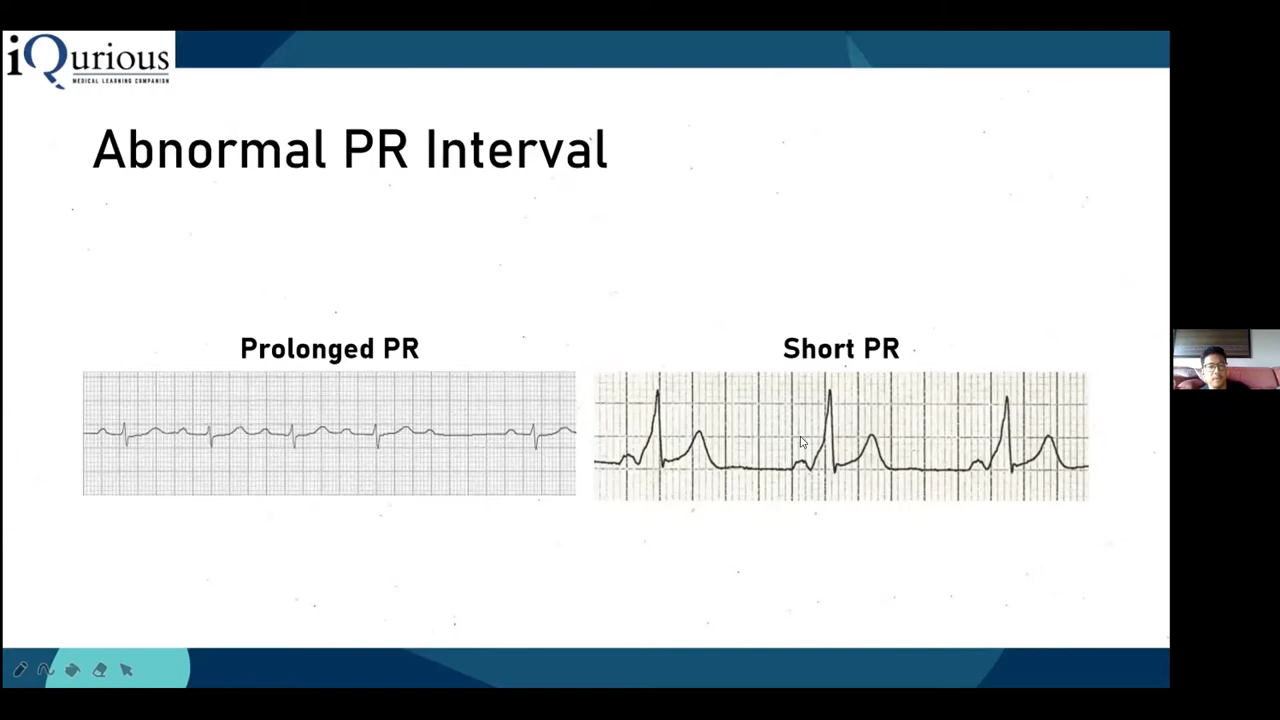 iQurious
MEDICAL LEARNING COMPANION
Abnormal PR Interval
Prolonged PR
Short PR